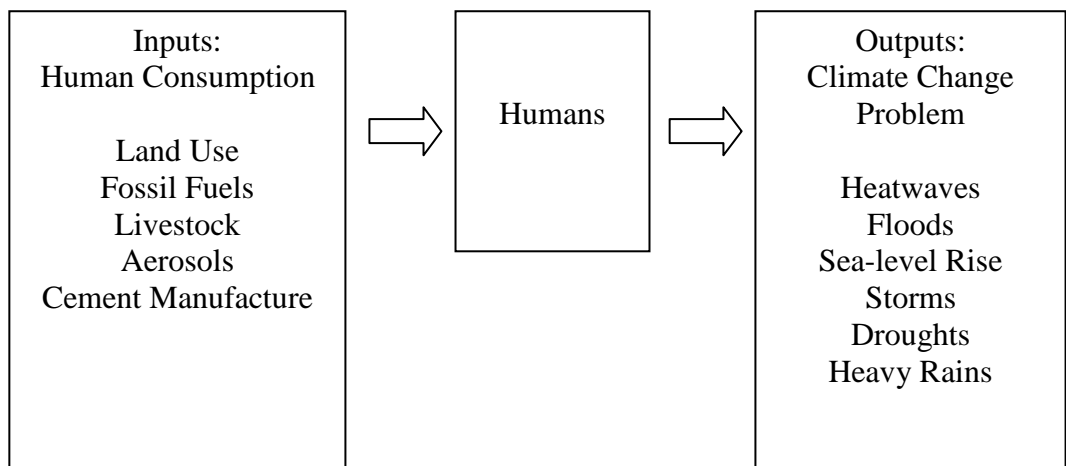 Inputs:
Human Consumption
Land Use
Fossil Fuels
Livestock
Aerosols
Cement Manufacture
Humans
Outputs:
Climate Change
Problem
Heatwaves
Floods
Sea-level Rise
Storms
Droughts
Heavy Rains